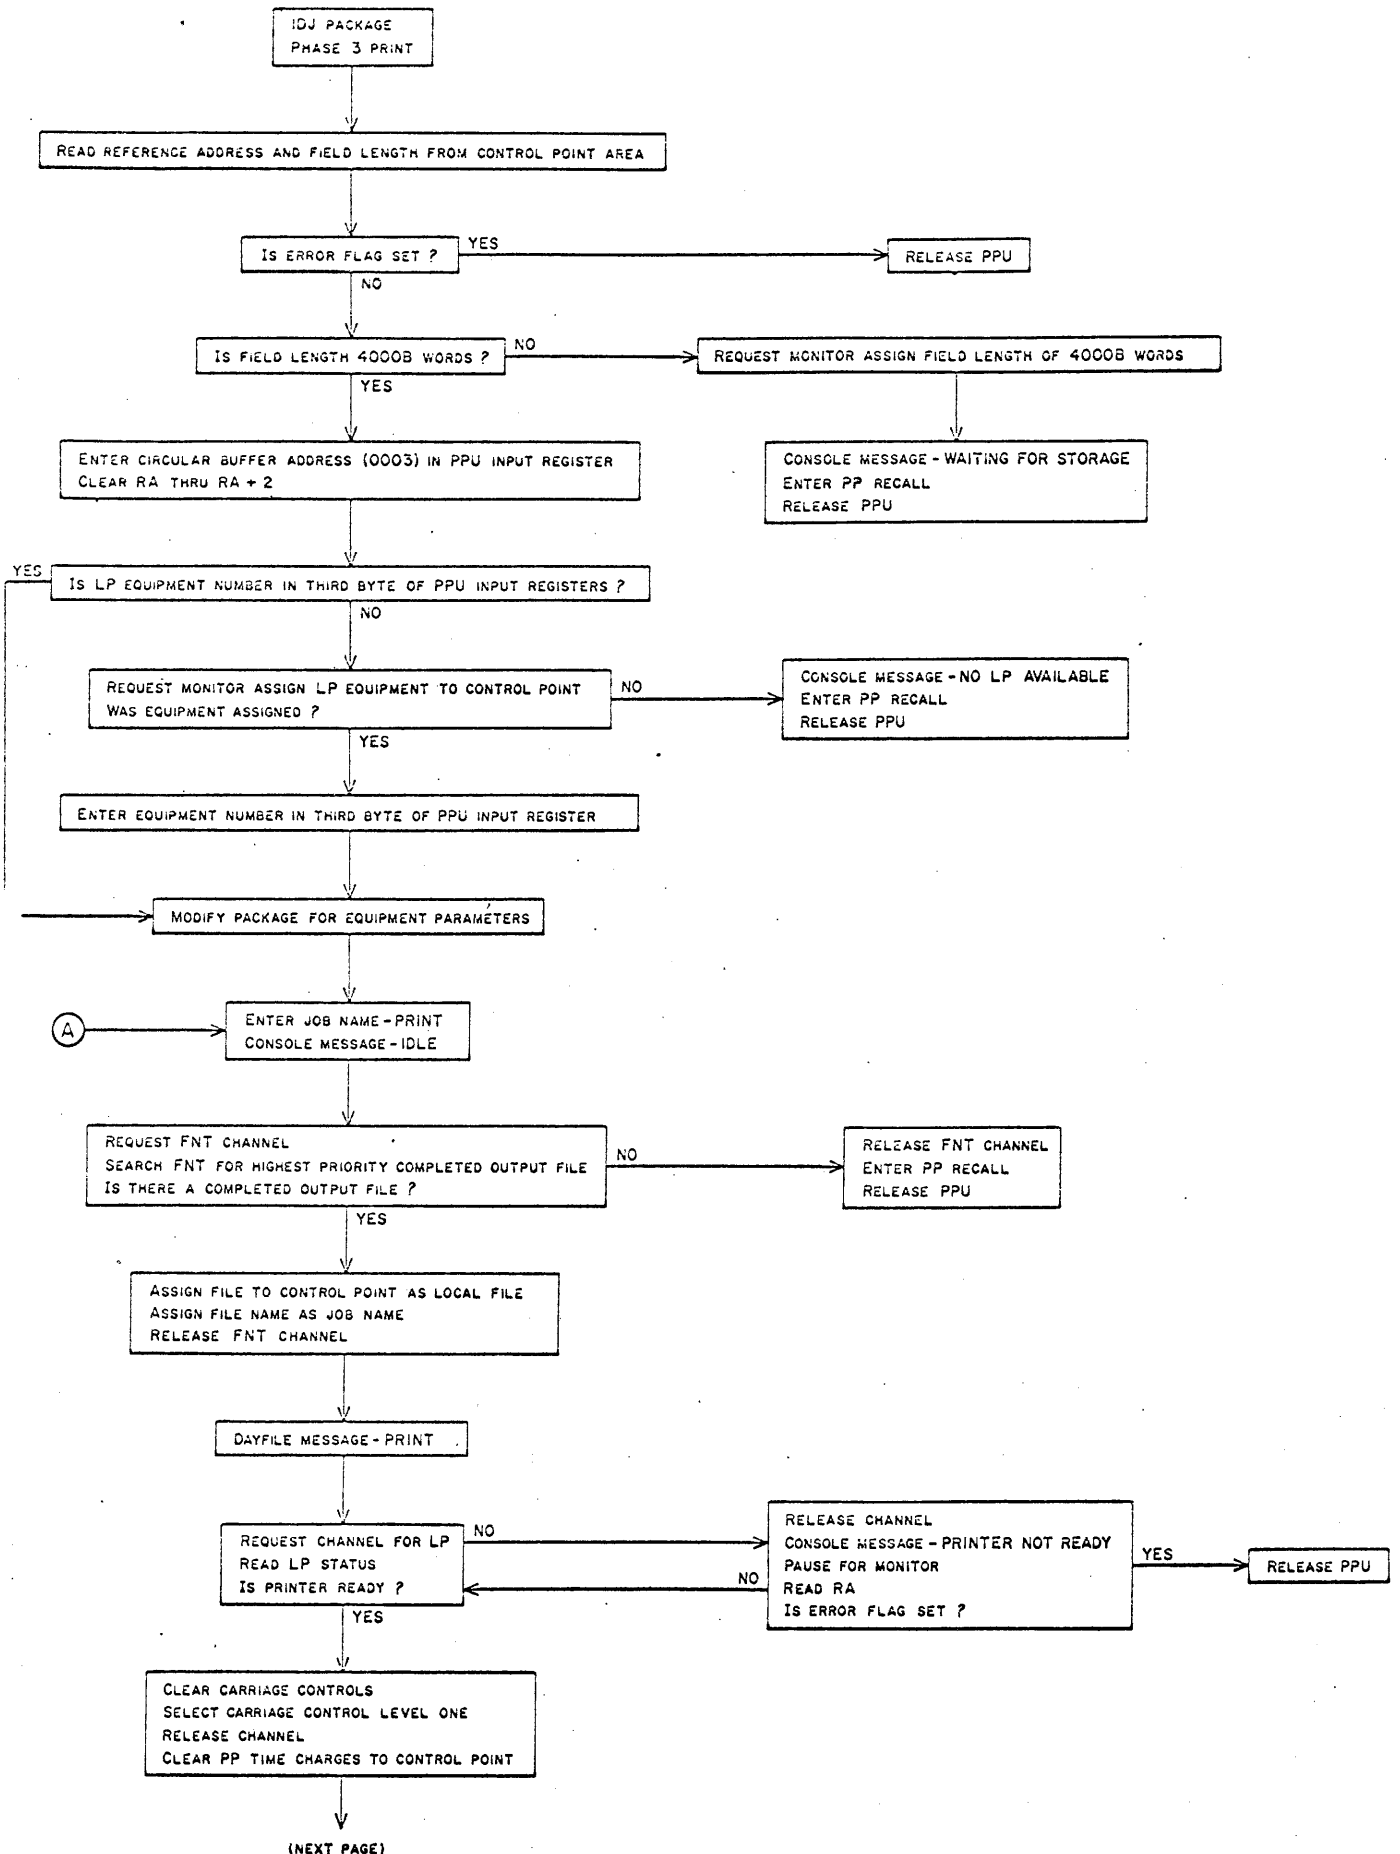 IDJ PACKAGE
PHASE 3 PRINT
READ REFERENCE ADDRESS AND FIELD LENGTH FROM CONTROL POINT AREA
IS ERROR FLAG SET ?
YES
RELEASE PPU
NO
IS FIELD LENGTH 4000B WORDS ?
NO
REQUEST MONITOR ASSIGN FIELD LENGTH OF 4000B WORDS
YES
ENTER CIRCULAR BUFFER ADDRESS (0003) IN PPU INPUT REGISTER
CLEAR RA THRU RA + 2
CONSOLE MESSAGE - WAITING FOR STORAGE
ENTER PP RECALL
RELEASE PPU
YES
IS LP EQUIPMENT NUMBER IN THIRD BYTE OF PPU INPUT REGISTERS ?
NO
REQUEST MONITOR ASSIGN LP EQUIPMENT TO CONTROL POINT
WAS EQUIPMENT ASSIGNED ?
NO
CONSOLE MESSAGE - NO LP AVAILABLE
ENTER PP RECALL
RELEASE PPU
YES
ENTER EQUIPMENT NUMBER IN THIRD BYTE OF PPU INPUT REGISTER
MODIFY PACKAGE FOR EQUIPMENT PARAMETERS
A
ENTER JOB NAME - PRINT
CONSOLE MESSAGE - IDLE
REQUEST FNT CHANNEL
SEARCH FNT FOR HIGHEST PRIORITY COMPLETED OUTPUT FILE
IS THERE A COMPLETED OUTPUT FILE ?
NO
RELEASE FNT CHANNEL
ENTER PP RECALL
RELEASE PPU
YES
ASSIGN FILE TO CONTROL POINT AS LOCAL FILE
ASSIGN FILE NAME AS JOB NAME
RELEASE FNT CHANNEL
DAYFILE MESSAGE - PRINT
REQUEST CHANNEL FOR LP
READ LP STATUS
IS PRINTER READY ?
NO
NO
RELEASE CHANNEL
CONSOLE MESSAGE - PRINTER NOT READY
PAUSE FOR MONITOR
READ RA
IS ERROR FLAG SET ?
YES
RELEASE PPU
YES
CLEAR CARRIAGE CONTROLS
SELECT CARRIAGE CONTROL LEVEL ONE
RELEASE CHANNEL
CLEAR PP TIME CHARGES TO CONTROL POINT
(NEXT PAGE)